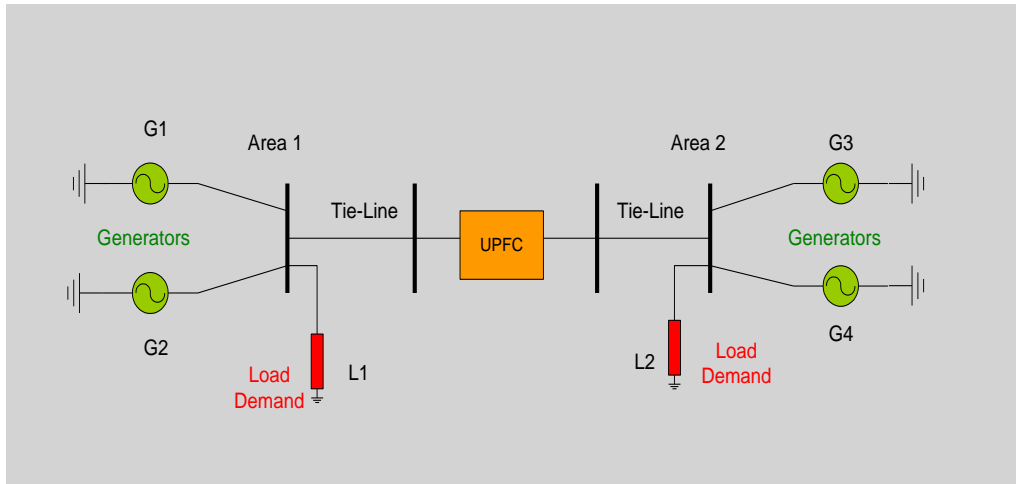 G1
Area 1
Area 2
G3
Tie-Line
Tie-Line
Generators
UPFC
Generators
G2
G4
L1
L2
Load
Demand
Load
Demand